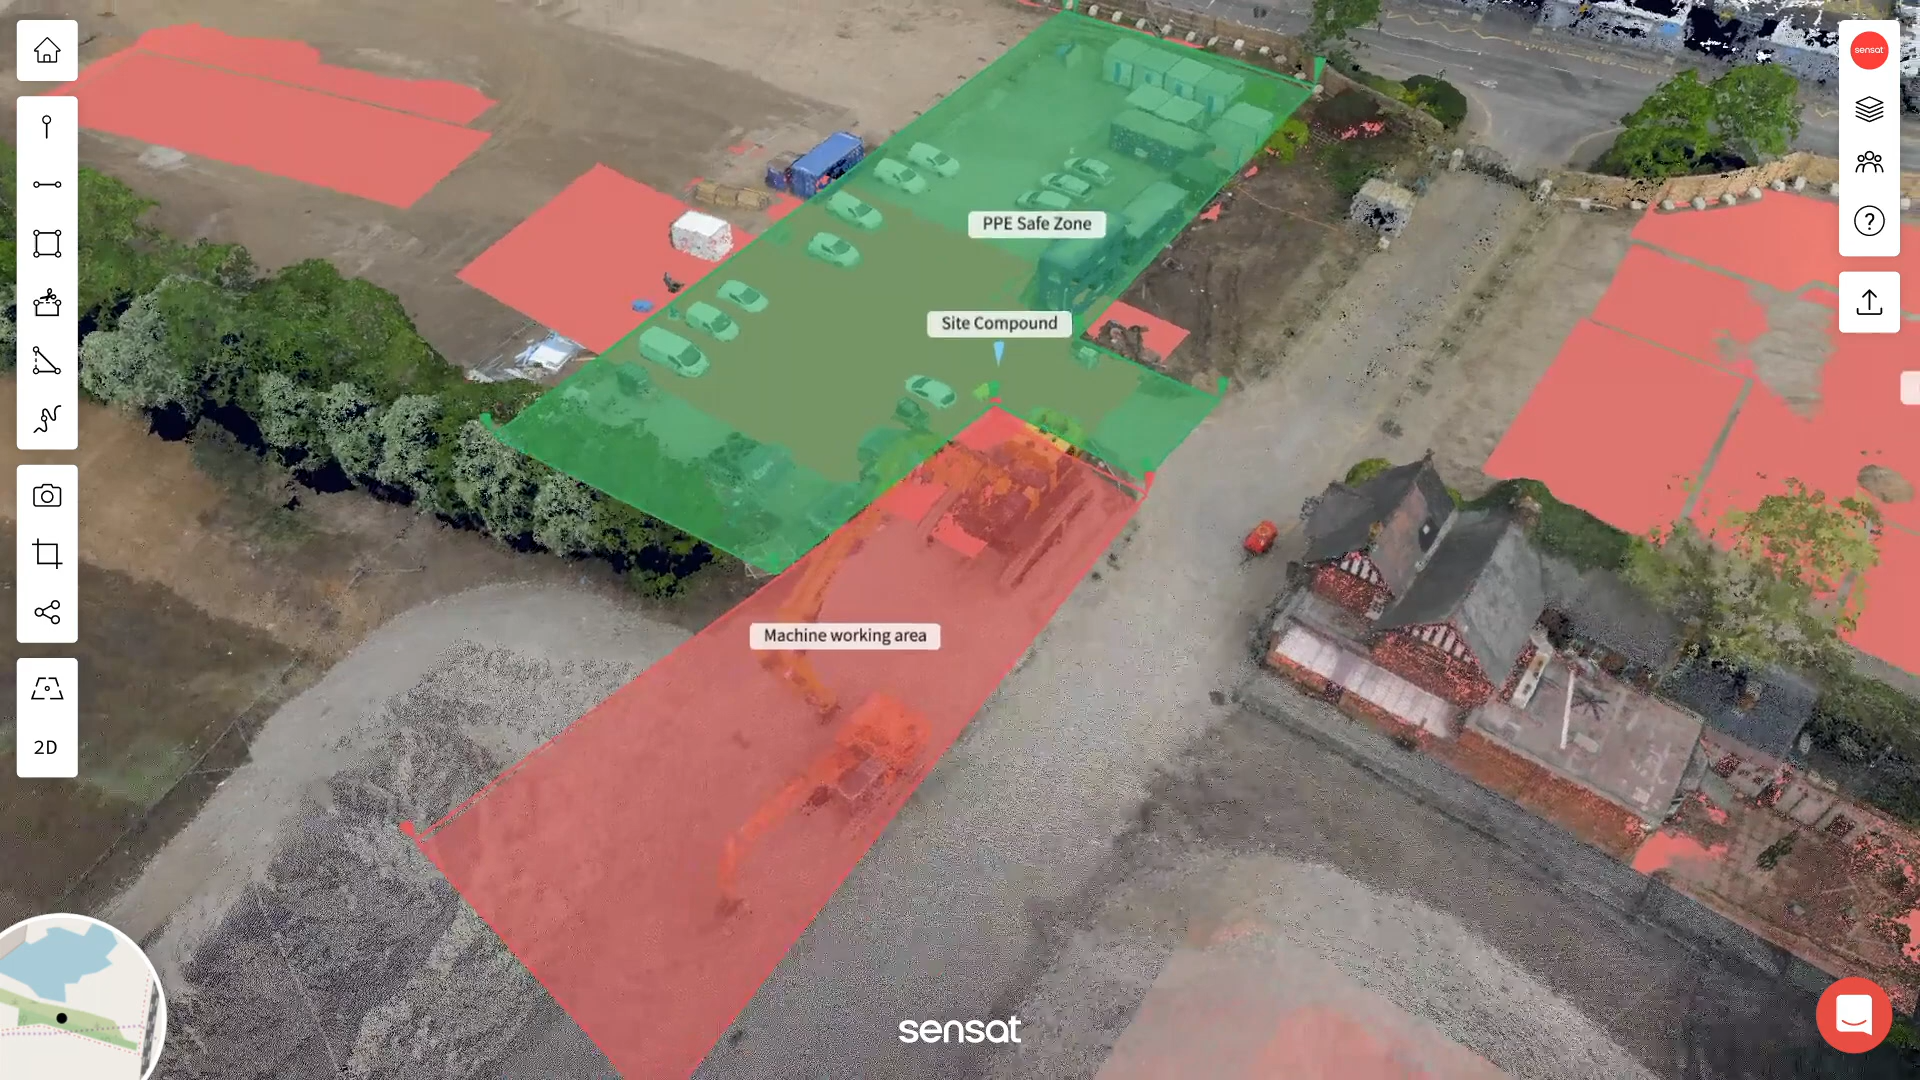 sensat
PPE Safe Zone
Site Compound
Machine working area
2D
sensat